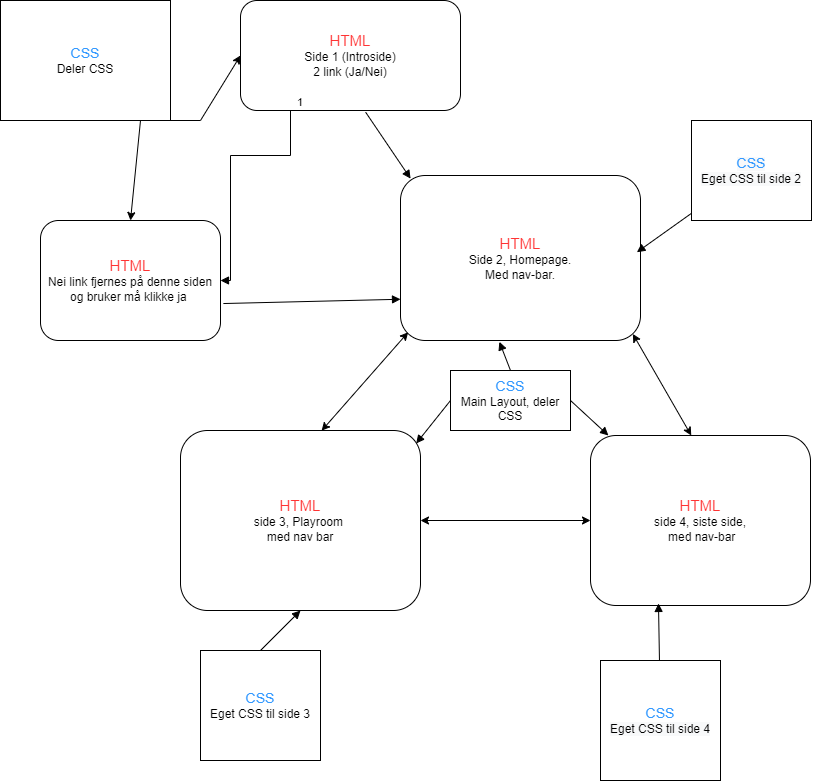 CSS
Deler CSS
HTML
Side 1 (Introside)
2 link (Ja/Nei)
1
CSS
Eget CSS til side 2
HTML
Side 2, Homepage.
Med nav-bar.
HTML
Nei link fjernes på denne siden
og bruker må klikke ja
CSS
Main Layout, deler
CSS
HTML
side 3, Playroom
med nav bar
HTML
side 4, siste side,
med nav-bar
CSS
Eget CSS til side 3
CSS
Eget CSS til side 4